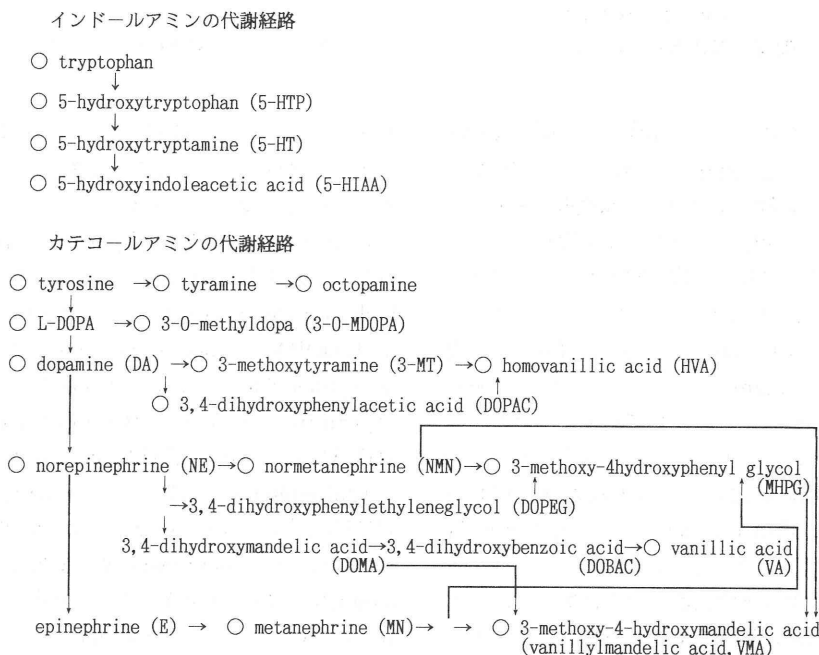 インドールアミンの代謝経路
○ tryptophan
↓
○ 5-hydroxytryptophan (5-HTP)
↓
○ 5-hydroxytryptamine (5-HT)
↓
○ 5-hydroxyindoleacetic acid (5-HIAA)
カテコールアミンの代謝経路
○ tyrosine →○ tyramine →○ octopamine
↓
○ L-DOPA →○ 3-O-methyldopa (3-O-MDOPA)
↓
○ dopamine (DA) →○ 3-methoxytyramine (3-MT) →○ homovanillic acid (HVA)
↓ ↑
○ 3,4-dihydroxyphenylacetic acid (DOPAC)
○ norepinephrine (NE)→○ normetanephrine (NMN)→○ 3-methoxy-4hydroxyphenyl glycol
(MHPG)
→3,4-dihydroxyphenylethyleneglycol (DOPEG)
↓
3,4-dihydroxymandelic acid→3,4-dihydroxybenzoic acid→○ vanillic acid
(DOMA) (DOBAC) (VA)
epinephrine (E) → ○ metanephrine (MN)→ → ○ 3-methoxy-4-hydroxymandelic acid
(vanillylmandelic acid, VMA)